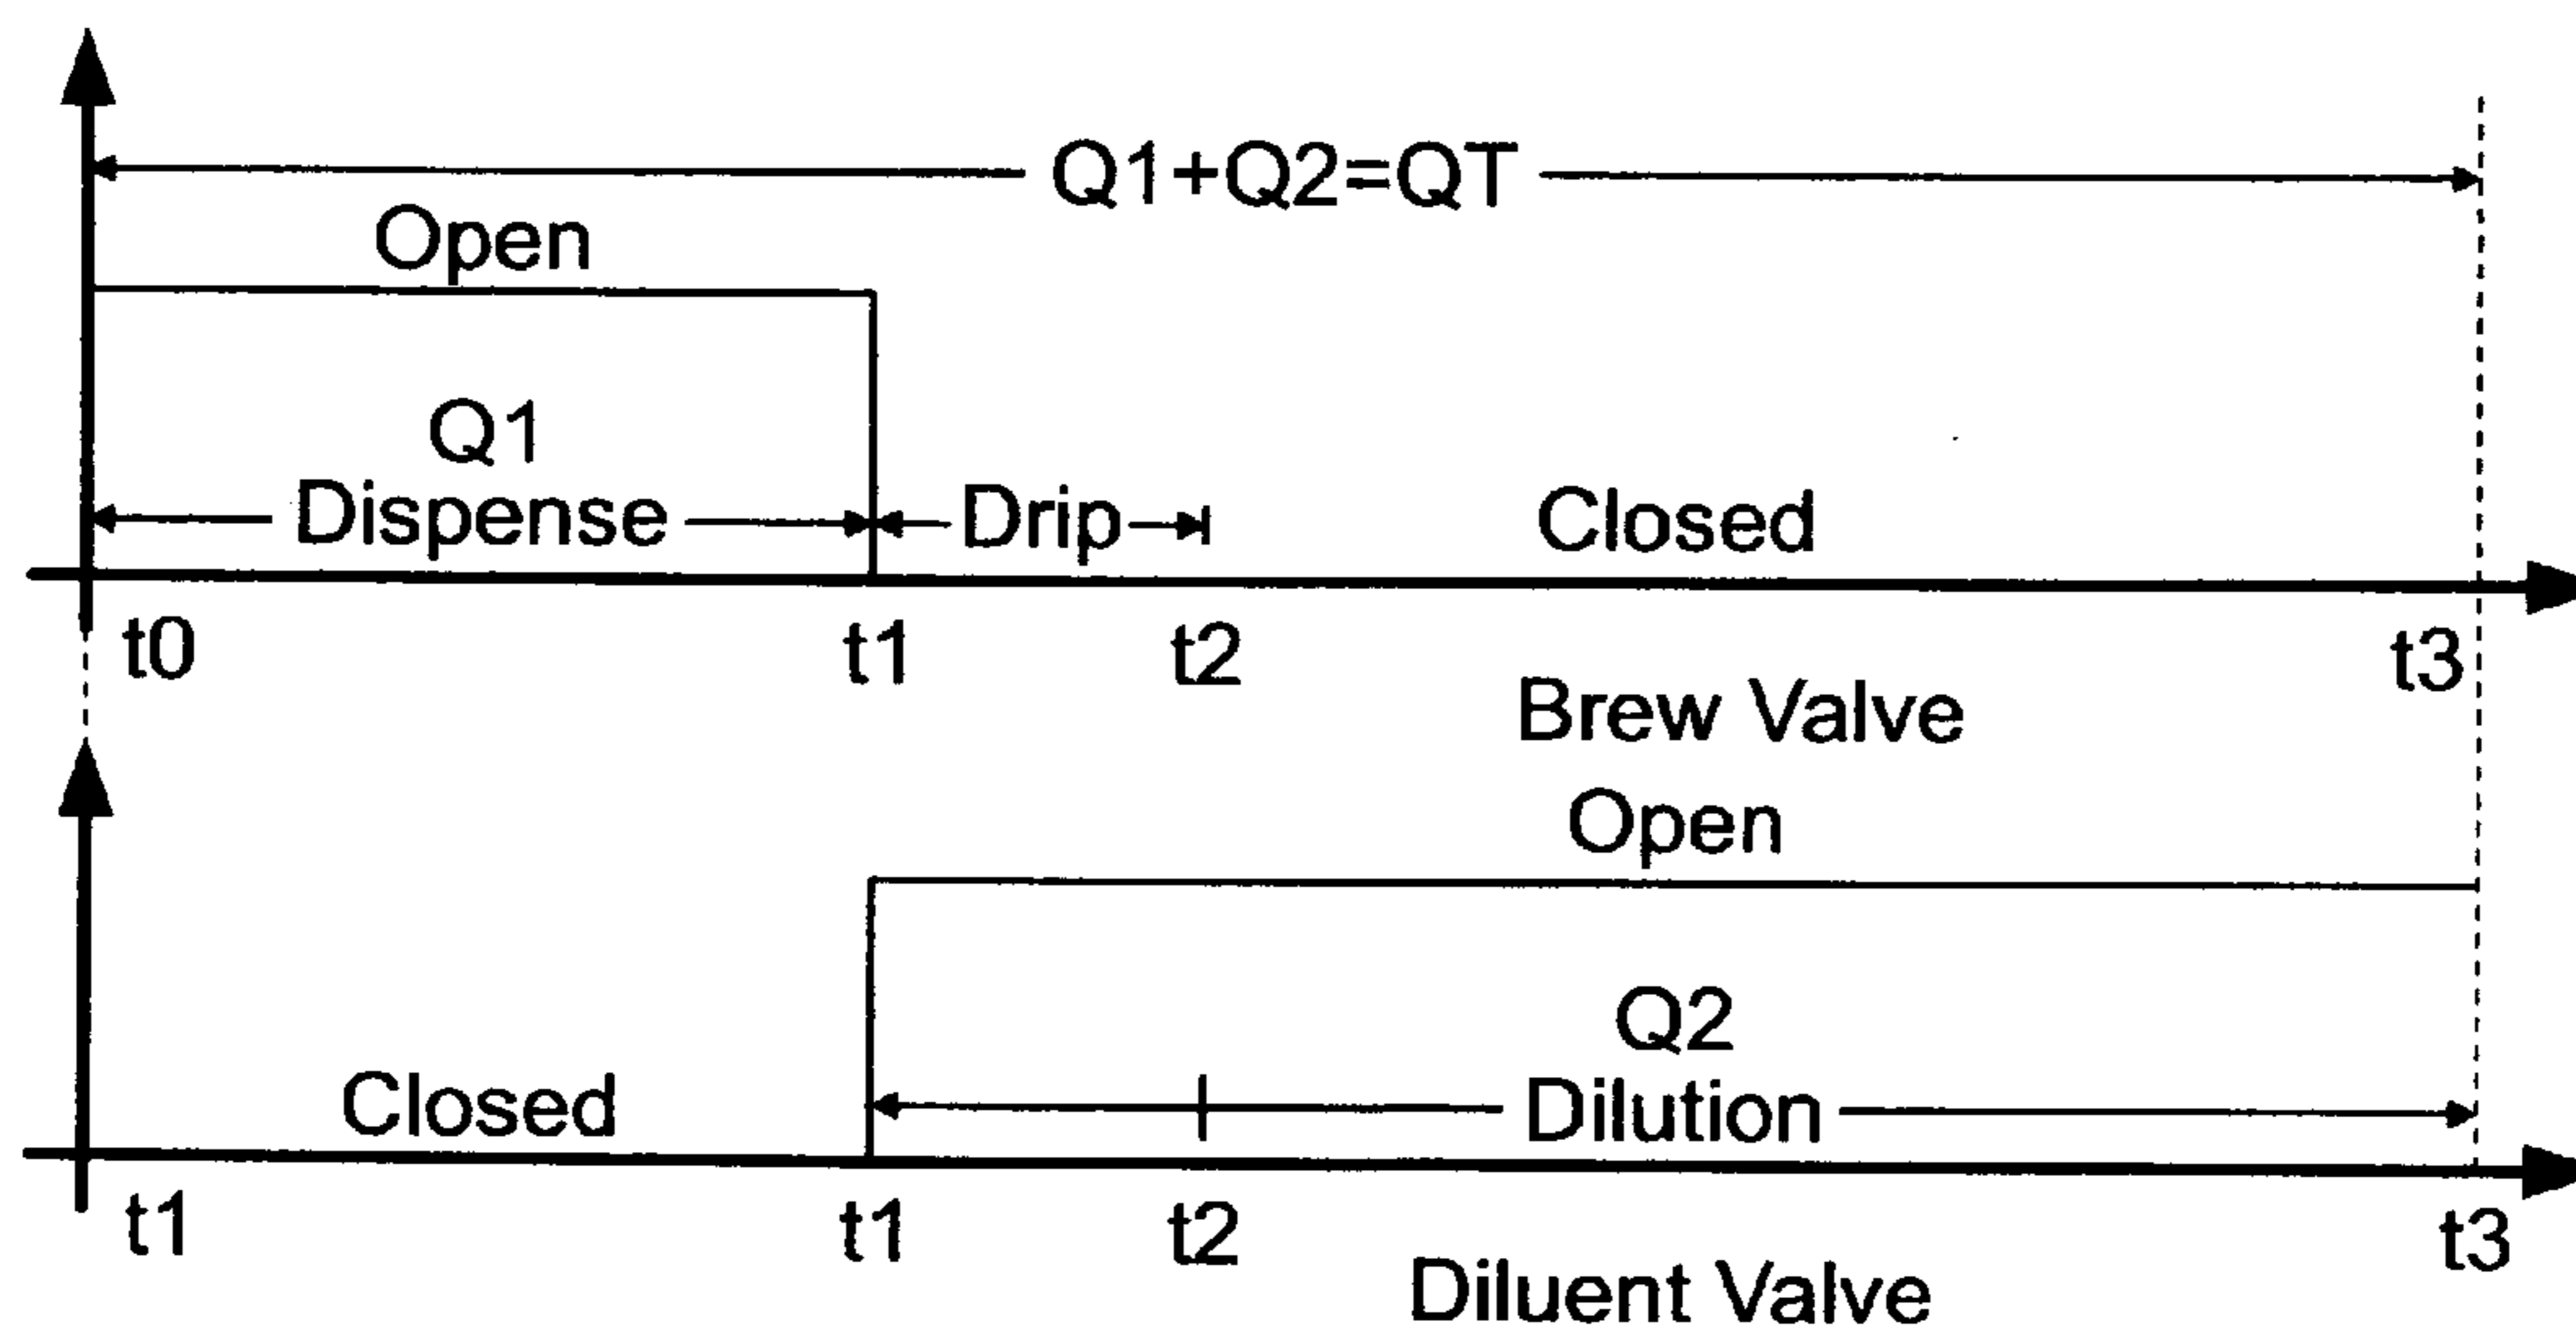 Q1+Q2=QT
Open
Q1
Dispense
Drip
Closed
t0
t1
t2
t3
Brew Valve
Open
Q2
Closed
Dilution
t1
t1
t2
t3
Diluent Valve